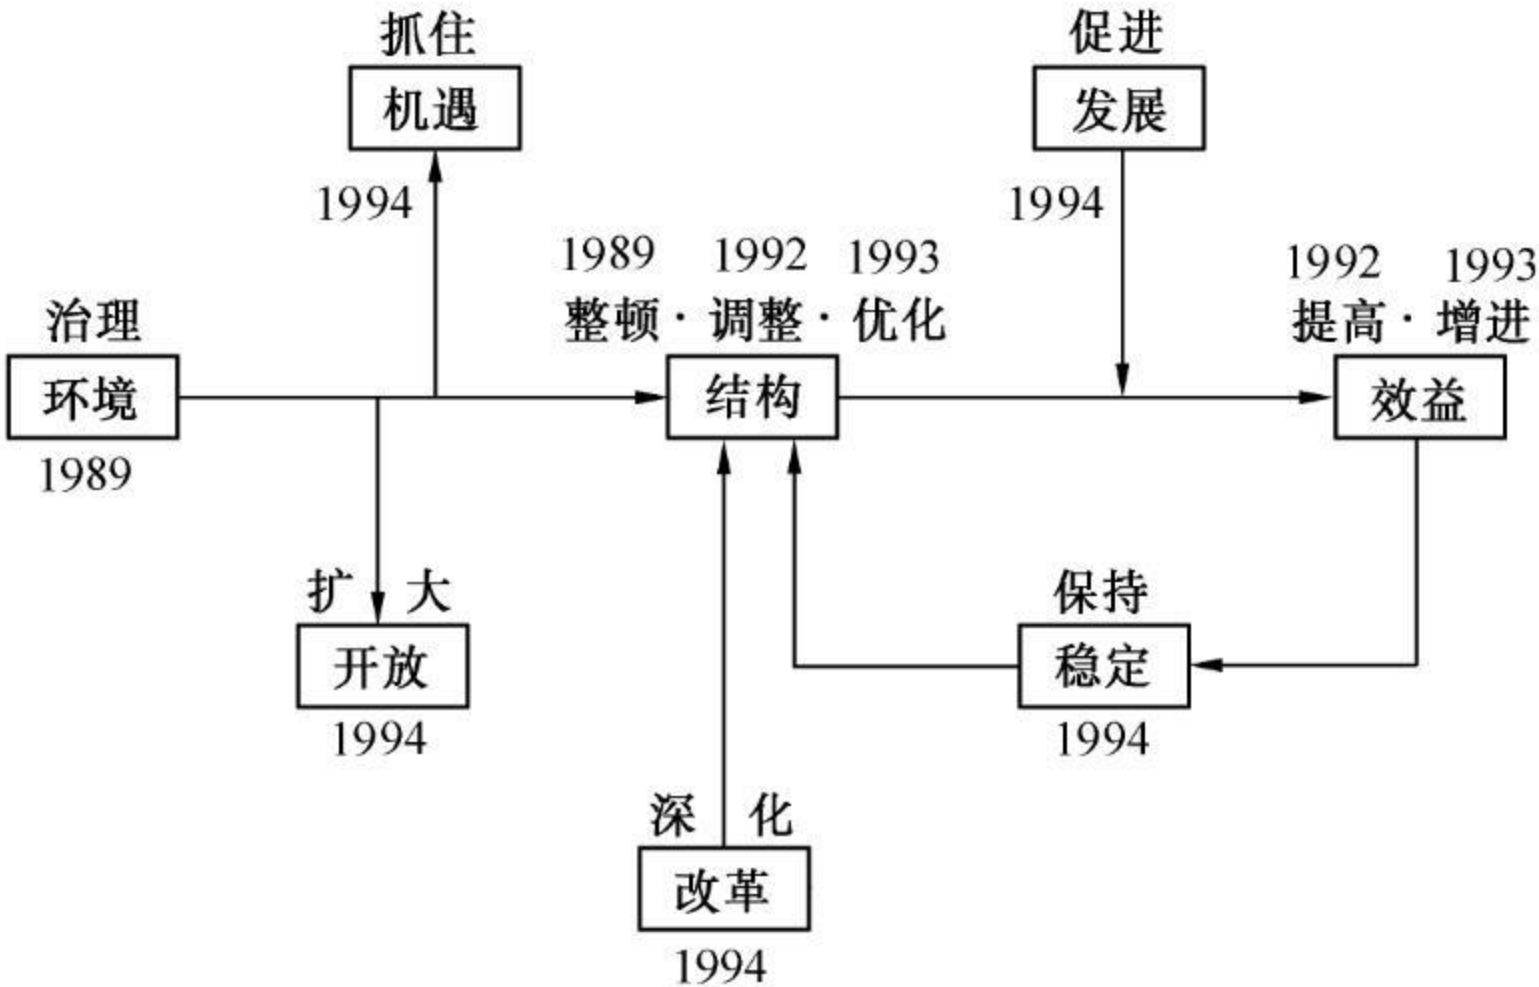 抓住
机遇
1994
促进
发展
1994
1989 1992 1993
整顿·调整·优化
结构
1992 1993
提高·增进
效益
治理
环境
1989
扩大
开放
1994
保持
稳定
1994
深化
改革
1994